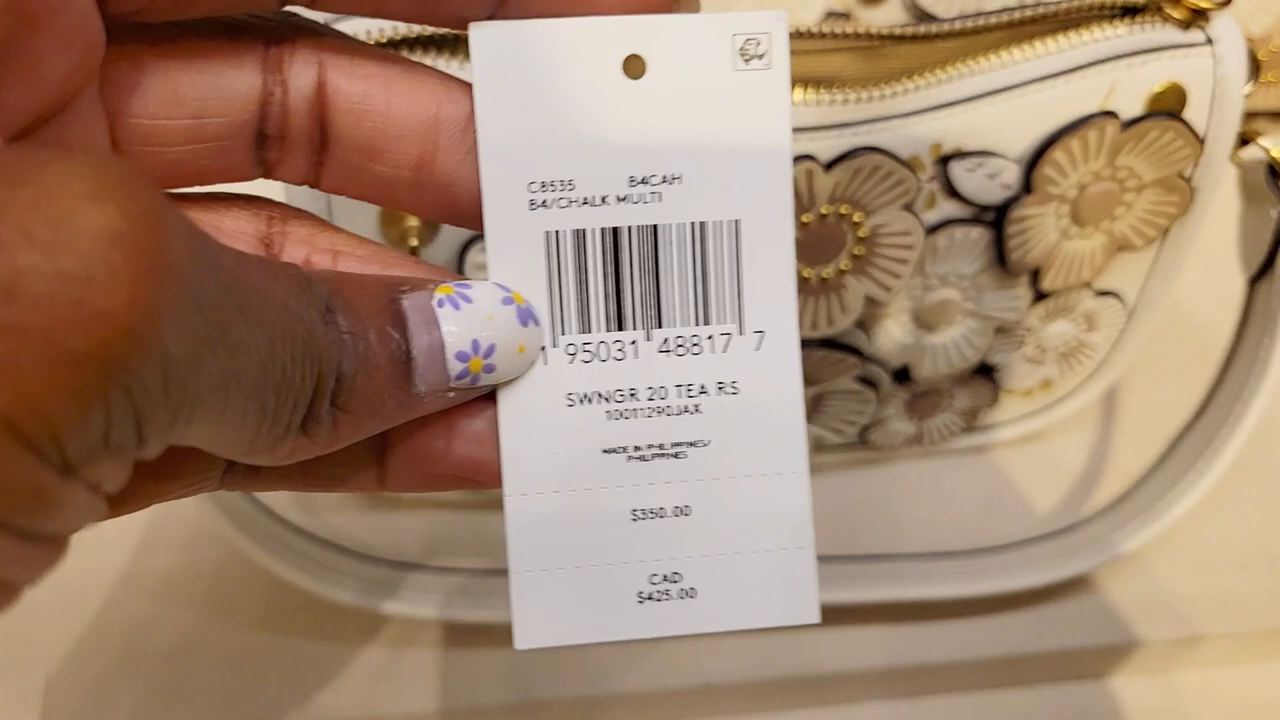 C8535 B4CAH
B4/CHALK MULTI
1 95031 48817 7
SWNGR 20 TEA RS
10011290JAX
MADE IN PHILIPPINES/
PHILIPPINES
$350.00
CAD
$425.00